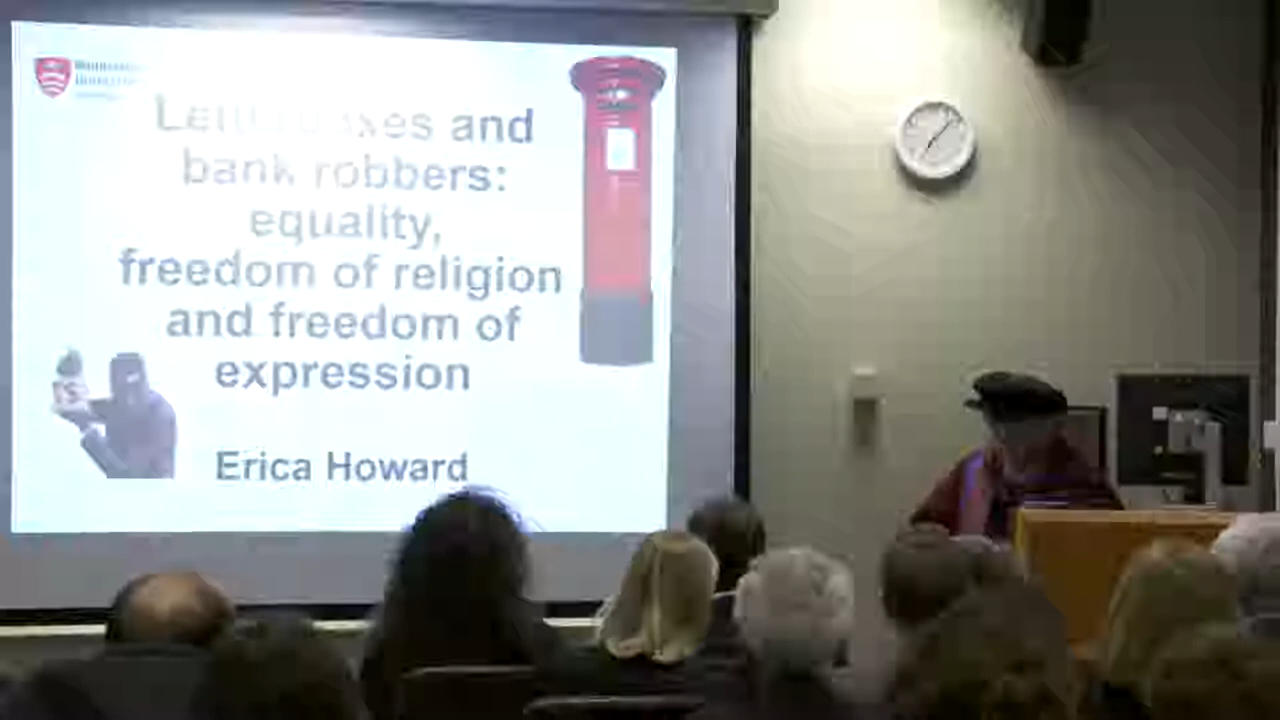 and
bank robbers:
equality,
freedom of religion
and freedom of
expression
Erica Howard